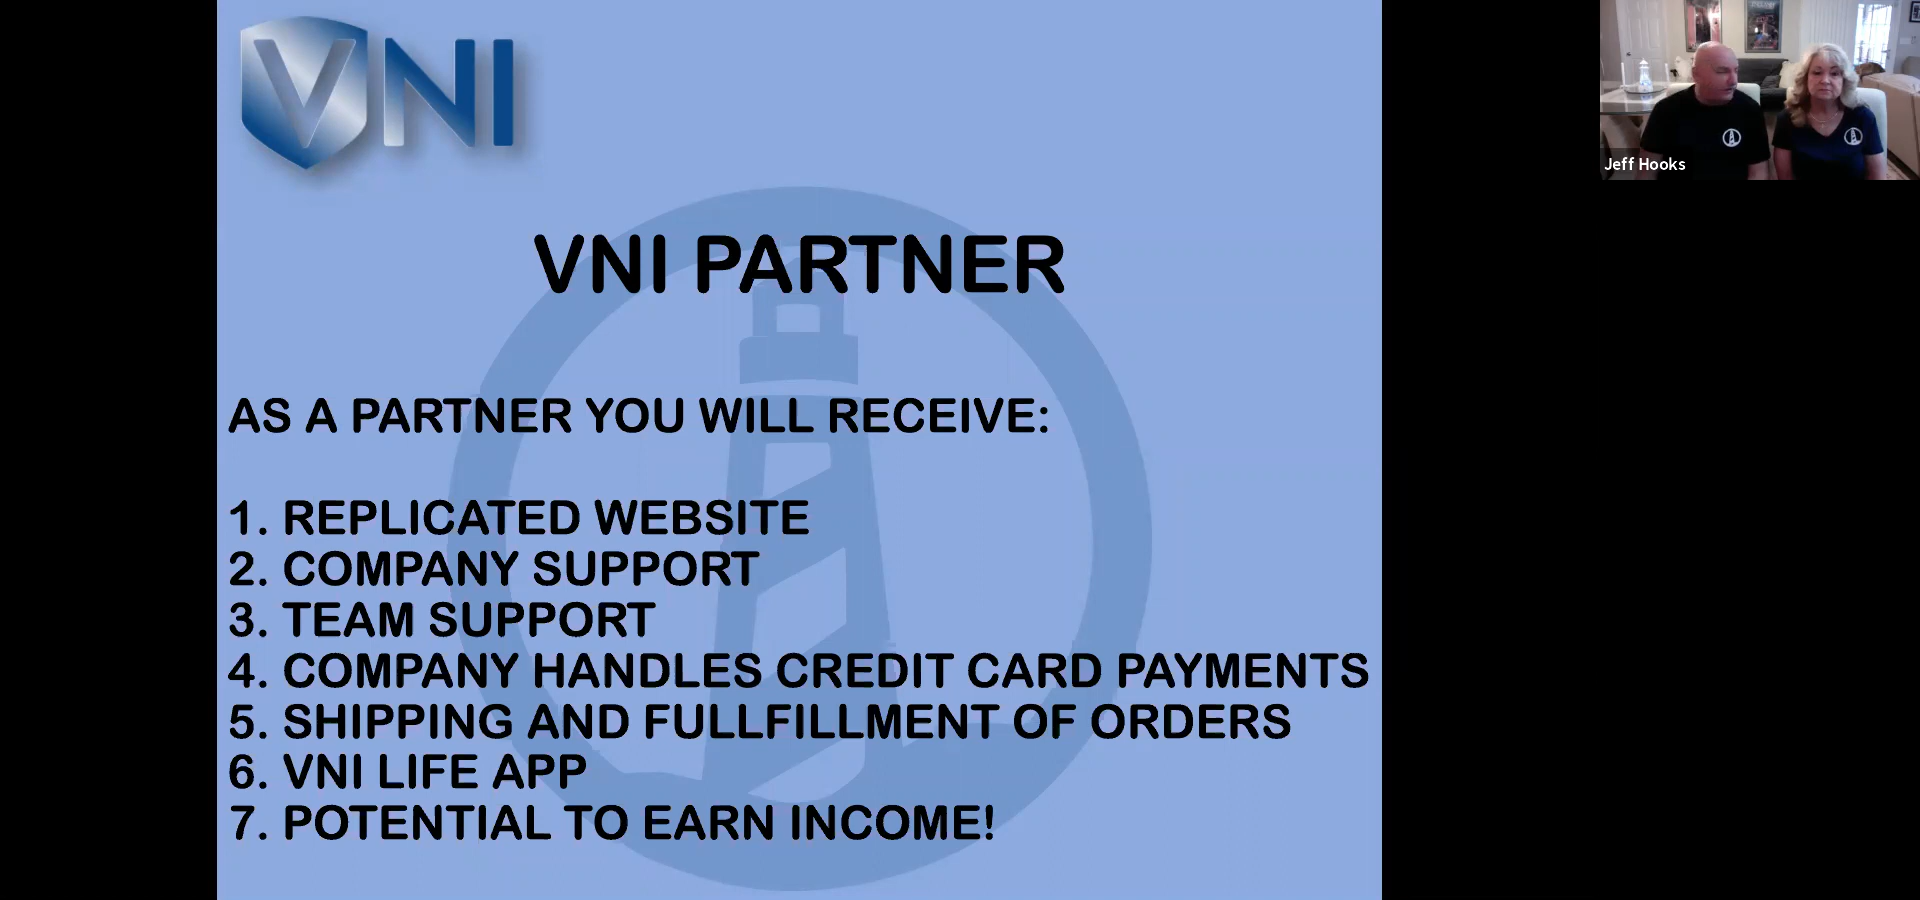 VNI
VNI PARTNER
AS A PARTNER YOU WILL RECEIVE:
1. REPLICATED WEBSITE
2. COMPANY SUPPORT
3. TEAM SUPPORT
4. COMPANY HANDLES CREDIT CARD PAYMENTS
5. SHIPPING AND FULLFILLMENT OF ORDERS
6. VNI LIFE APP
7. POTENTIAL TO EARN INCOME!
Jeff Hooks